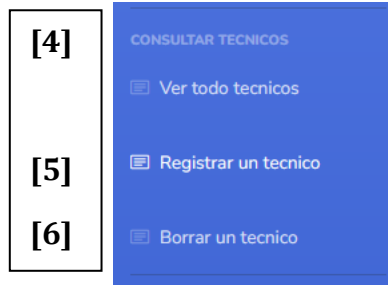 [4]
CONSULTAR TECNICOS
Ver todo tecnicos
[5]
Registrar un tecnico
[6]
Borrar un tecnico